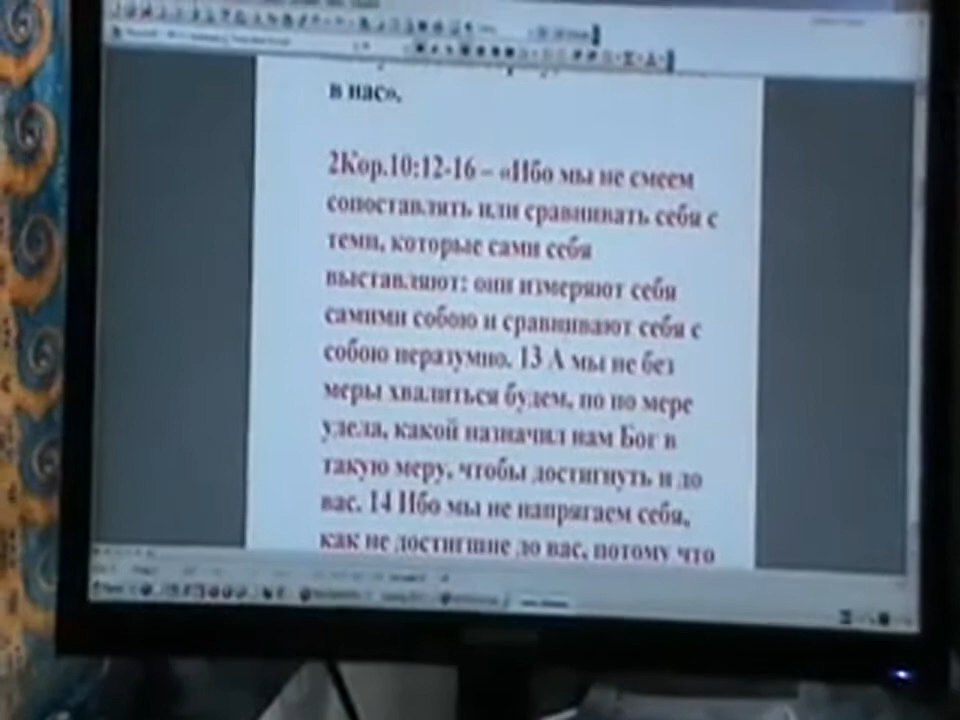 в нас».
2Кор.10:12-16 – «Ибо мы не смеем
сопоставлять или сравнивать себя с
теми, которые сами себя
выставляют: они измеряют себя
самими собою и сравнивают себя с
собою неразумно. 13 А мы не без
меры хвалиться будем, но по мере
удела, какой назначил нам Бог в
такую меру, чтобы достигнуть и до
вас. 14 Ибо мы не напрягаем себя,
как не достигшие до вас, потому что